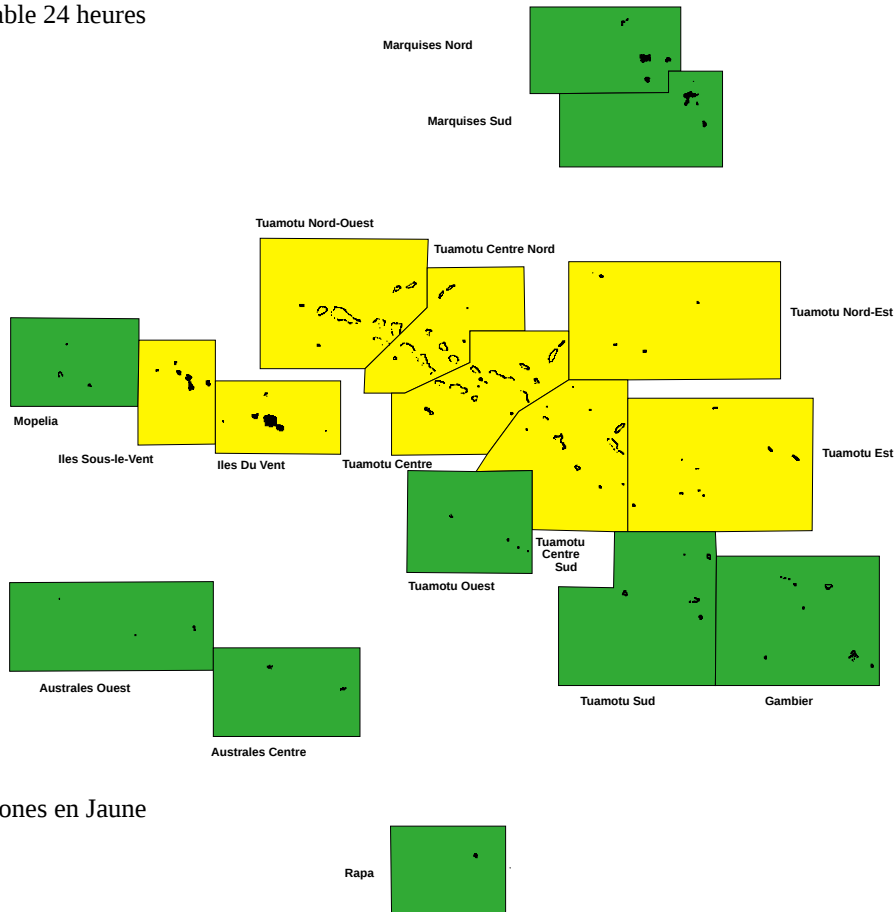 able 24 heures
Marquises Nord
Marquises Sud
Tuamotu Nord-Ouest
Tuamotu Centre Nord
Tuamotu Nord-Est
Mopelia
Iles Sous-le-Vent
Iles Du Vent
Tuamotu Centre
Tuamotu Est
Tuamotu
Centre
Sud
Tuamotu Ouest
Australes Ouest
Tuamotu Sud
Gambier
Australes Centre
ones en Jaune
Rapa